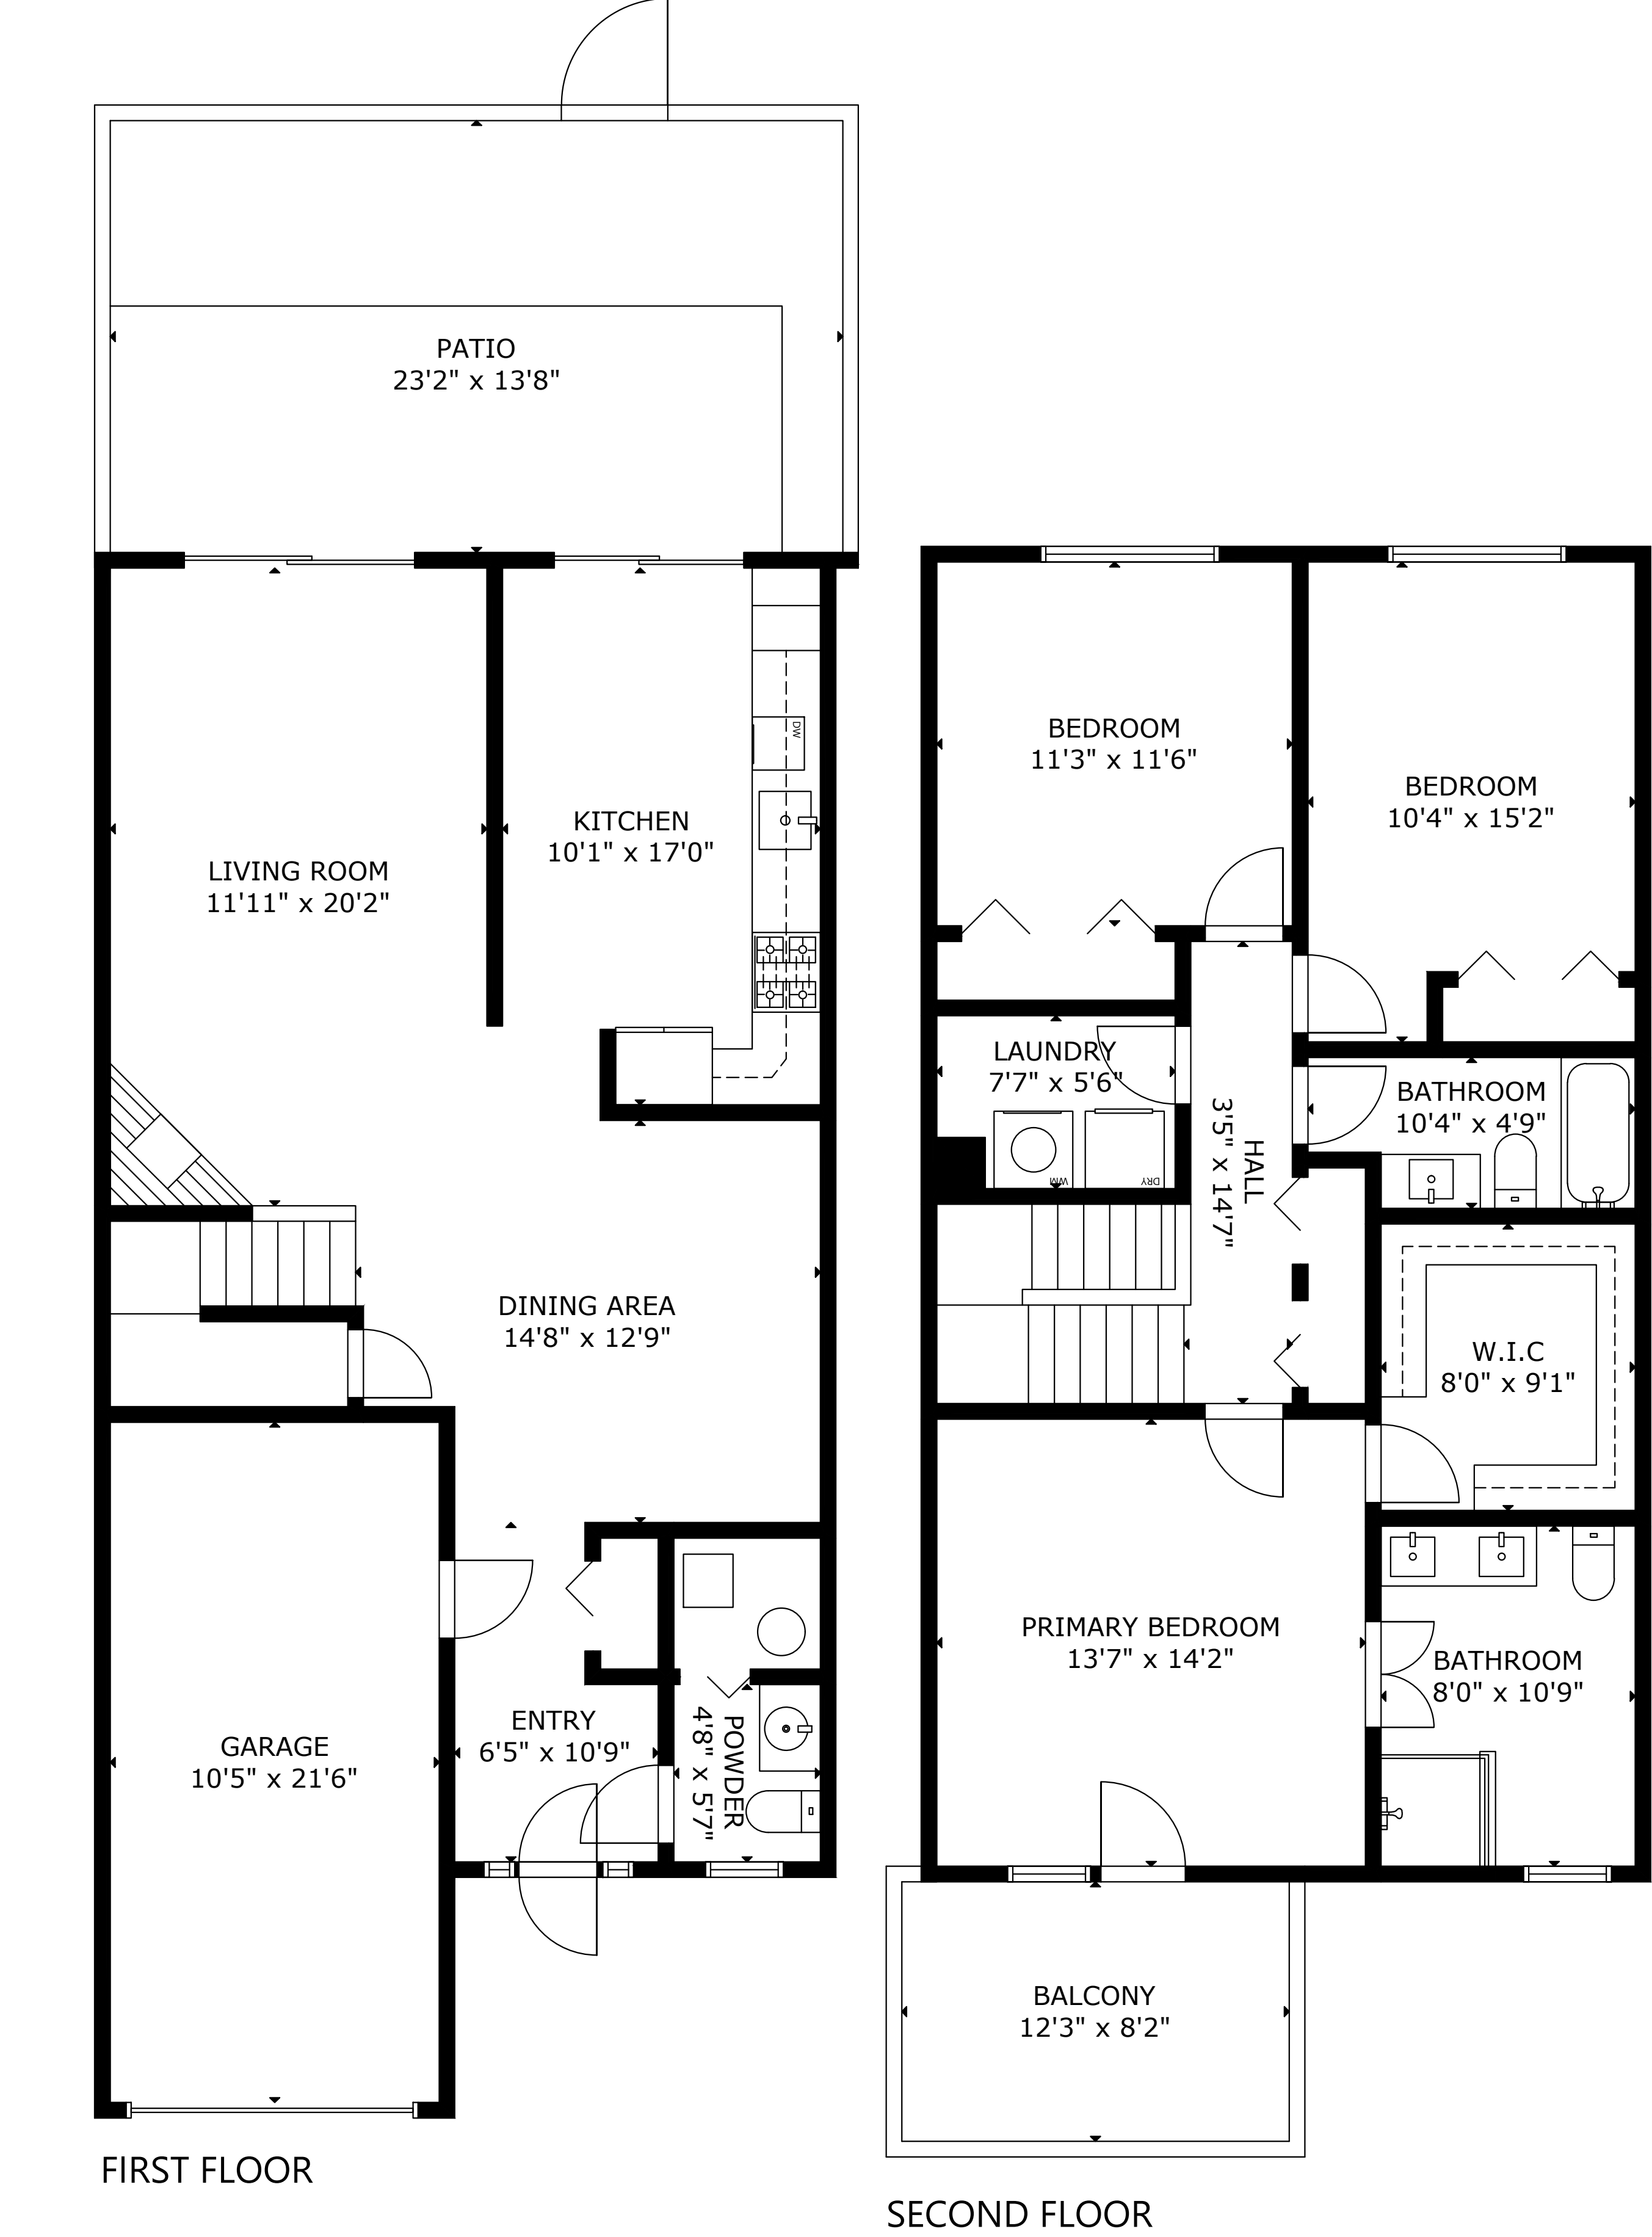 PATIO
23'2" x 13'8"
LIVING ROOM
11'11" x 20'2"
KITCHEN
10'1" x 17'0"
DW
DINING AREA
14'8" x 12'9"
GARAGE
10'5" x 21'6"
ENTRY
6'5" x 10'9"
POWDER
4'8" x 5'7"
FIRST FLOOR
BEDROOM
11'3" x 11'6"
BEDROOM
10'4" x 15'2"
LAUNDRY
7'7" x 5'6"
WM
DRY
HALL
3'5" x 14'7"
BATHROOM
10'4" x 4'9"
W.I.C
8'0" x 9'1"
PRIMARY BEDROOM
13'7" x 14'2"
BATHROOM
8'0" x 10'9"
BALCONY
12'3" x 8'2"
SECOND FLOOR